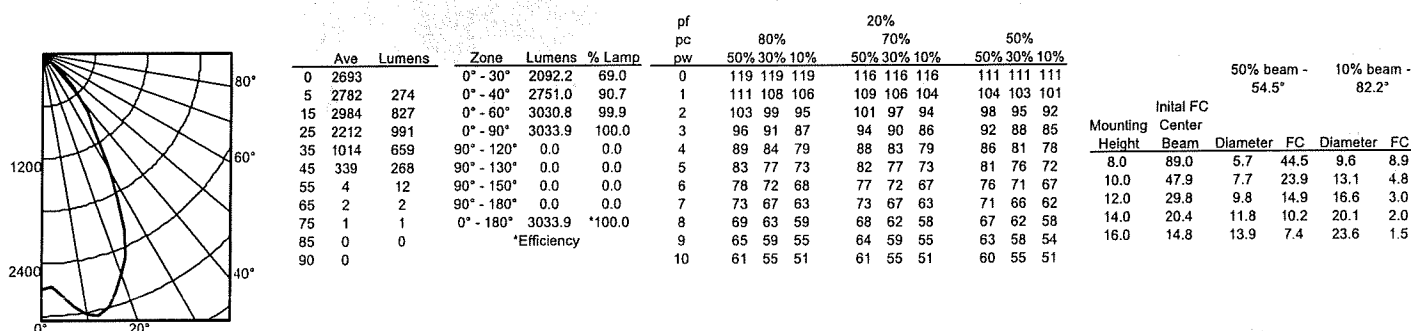 80°
60°
40°
20°
0°
1200
2400
Ave Lumens
0 2693
5 2782 274
15 2984 827
25 2212 991
35 1014 659
45 339 268
55 4 12
65 2 2
75 1 1
85 0 0
90 0
Zone Lumens % Lamp
0° - 30° 2092.2 69.0
0° - 40° 2751.0 90.7
0° - 60° 3030.8 99.9
0° - 90° 3033.9 100.0
90° - 120° 0.0 0.0
90° - 130° 0.0 0.0
90° - 150° 0.0 0.0
90° - 180° 0.0 0.0
0° - 180° 3033.9 *100.0
*Efficiency
pf 20%
pc 80% 70% 50%
pw 50% 30% 10% 50% 30% 10% 50% 30% 10%
0 119 119 119 116 116 116 111 111 111
1 111 108 106 109 106 104 104 103 101
2 103 99 95 101 97 94 98 95 92
3 96 91 87 94 90 86 92 88 85
4 89 84 79 88 83 79 86 81 78
5 83 77 73 82 77 73 81 76 72
6 78 72 68 77 72 67 76 71 67
7 73 67 63 73 67 63 71 66 62
8 69 63 59 68 62 58 67 62 58
9 65 59 55 64 59 55 63 58 54
10 61 55 51 61 55 51 60 55 51
50% beam - 10% beam -
54.5° 82.2°
Inital FC
Mounting Center
Height Beam Diameter FC Diameter FC
8.0 89.0 5.7 44.5 9.6 8.9
10.0 47.9 7.7 23.9 13.1 4.8
12.0 29.8 9.8 14.9 16.6 3.0
14.0 20.4 11.8 10.2 20.1 2.0
16.0 14.8 13.9 7.4 23.6 1.5